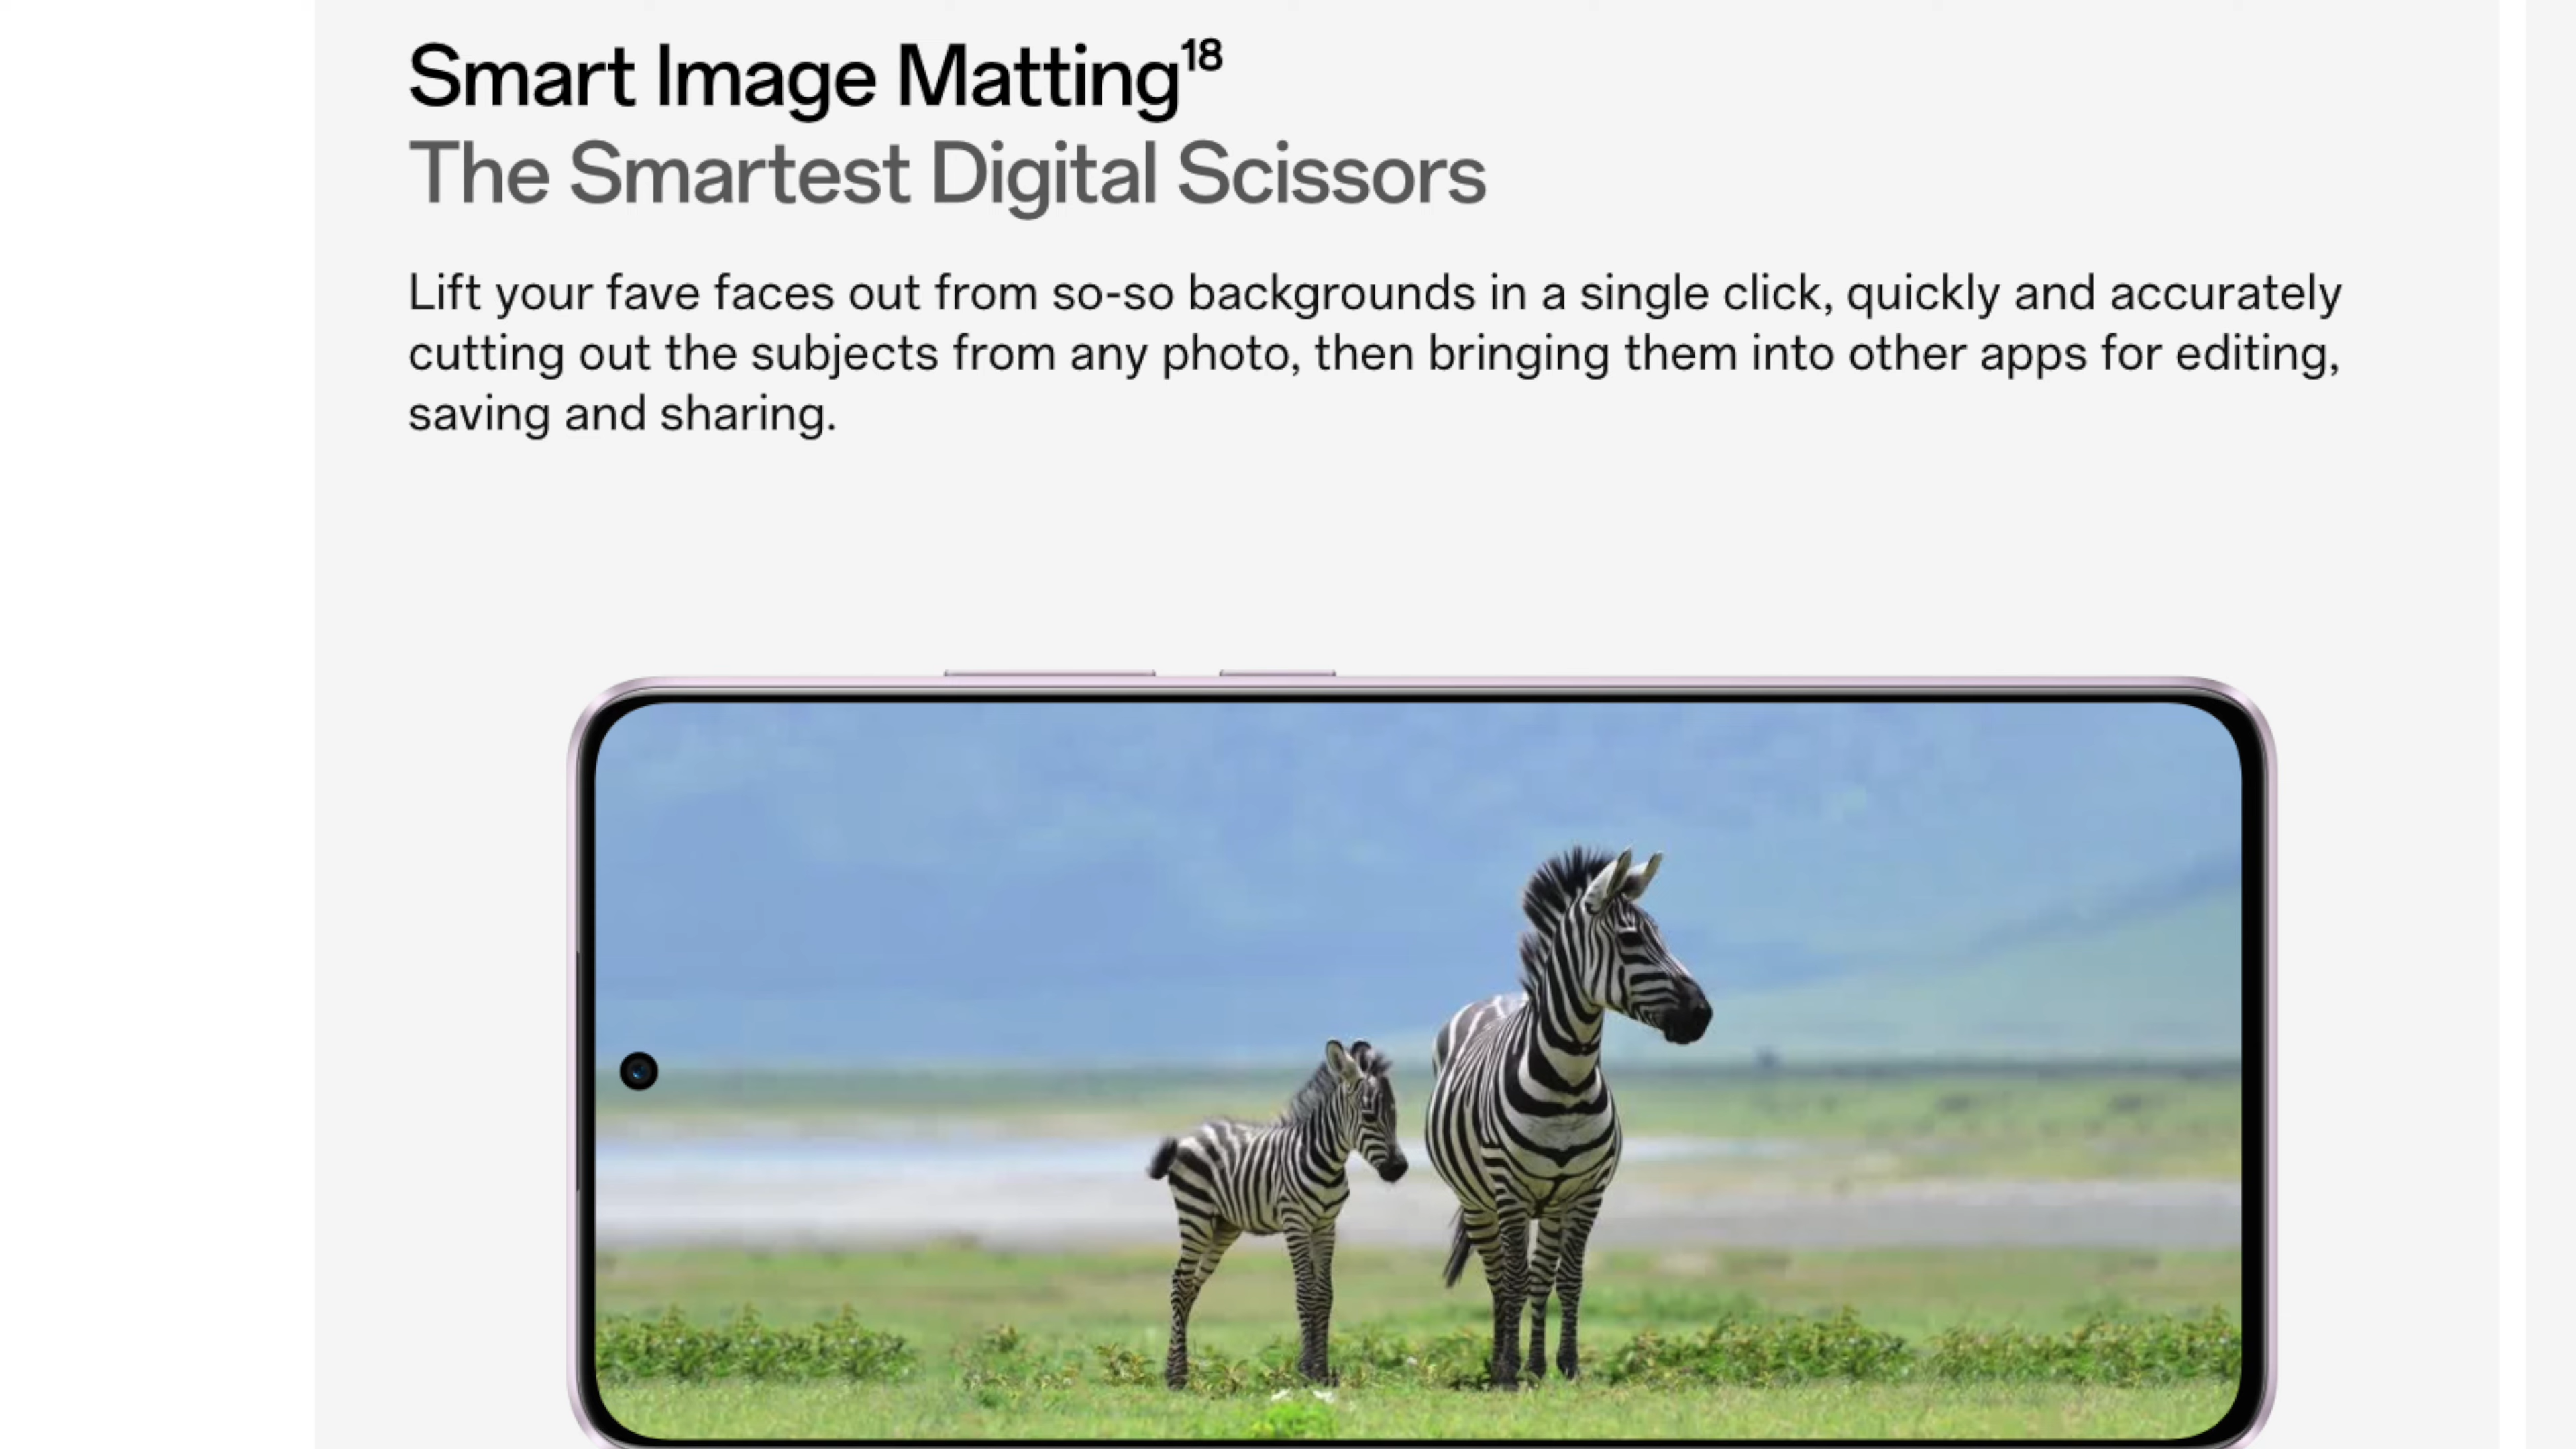 Smart Image Matting¹⁸
The Smartest Digital Scissors
Lift your fave faces out from so-so backgrounds in a single click, quickly and accurately
cutting out the subjects from any photo, then bringing them into other apps for editing,
saving and sharing.